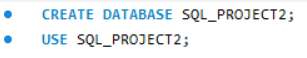 CREATE DATABASE SQL_PROJECT2;
USE SQL_PROJECT2;